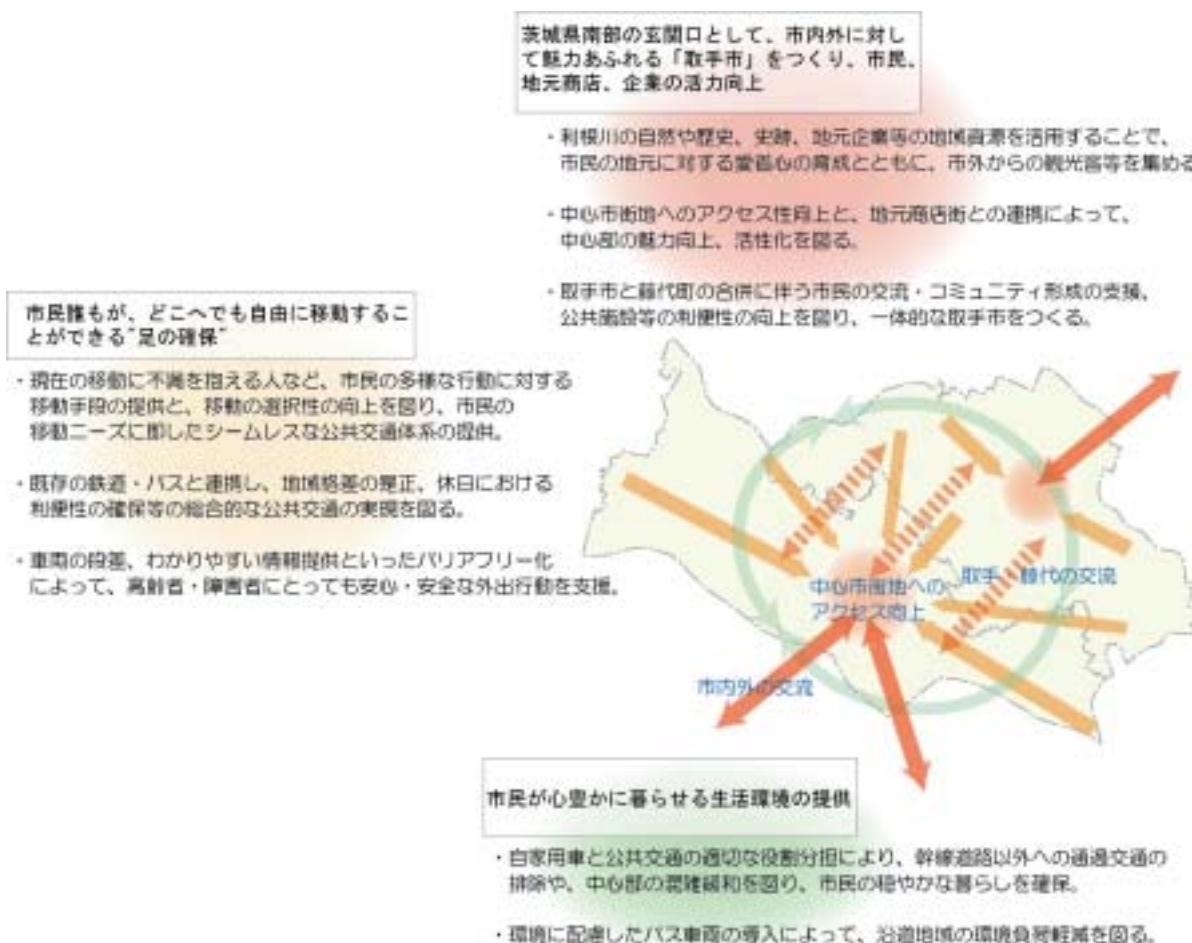 茨城県南部の玄関口として、市内外に対し
て魅力あふれる「取手市」をつくり、市民、
地元商店、企業の活力向上
・利根川の自然や歴史、史跡、地元企業等の地域資源を活用することで、
市民の地元に対する愛着心の育成とともに、市外からの観光客等を集める
・中心市街地へのアクセス性向上と、地元商店街との連携によって、
中心部の魅力向上、活性化を図る。
・取手市と藤代町の合併に伴う市民の交流・コミュニティ形成の支援、
公共施設等の利便性の向上を図り、一体的な取手市をつくる。
市民誰もが、どこへでも自由に移動するこ
とができる“足の確保”
・現在の移動に不満を抱える人など、市民の多様な行動に対する
移動手段の提供と、移動の選択性の向上を図り、市民の
移動ニーズに即したシームレスな公共交通体系の提供。
・既存の鉄道・バスと連携し、地域格差の是正、休日における
利便性の確保等の総合的な公共交通の実現を図る。
・車両の段差、わかりやすい情報提供といったバリアフリー化
によって、高齢者・障害者にとっても安心・安全な外出行動を支援。
中心市街地への
アクセス向上
取手・藤代の交流
市内外の交流
市民が心豊かに暮らせる生活環境の提供
・自家用車と公共交通の適切な役割分担により、幹線道路以外への通過交通の
排除や、中心部の混雑緩和を図り、市民の穏やかな暮らしを確保。
・環境に配慮したバス車両の導入によって、沿道地域の環境負荷軽減を図る。